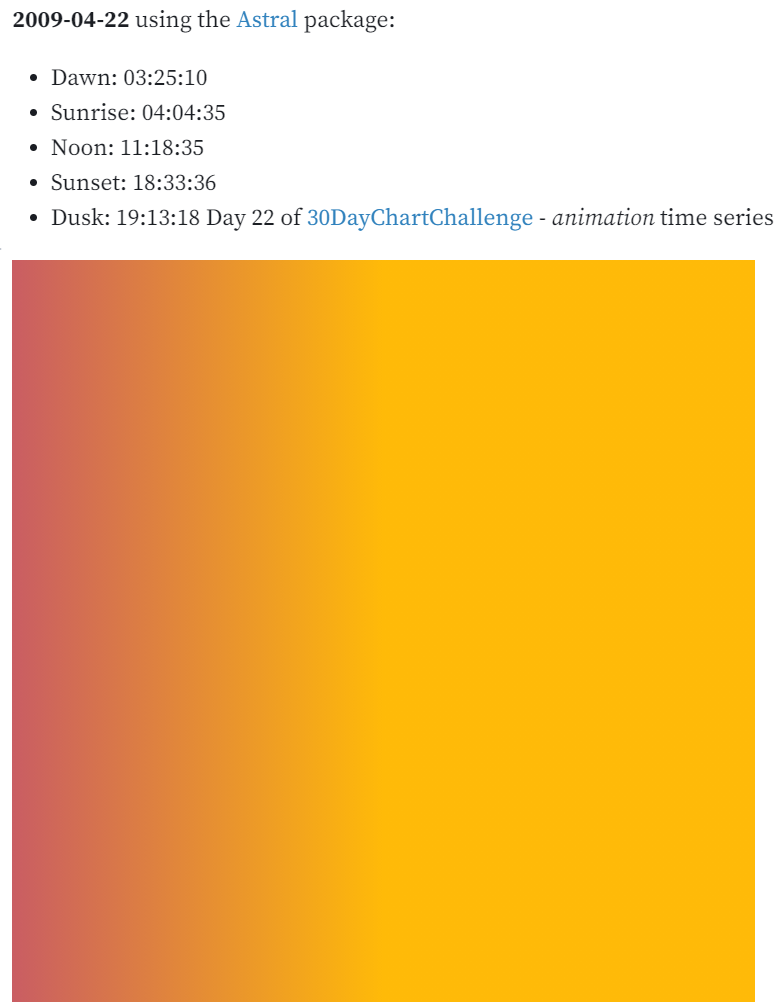 2009-04-22 using the Astral package:
• Dawn: 03:25:10
• Sunrise: 04:04:35
• Noon: 11:18:35
• Sunset: 18:33:36
• Dusk: 19:13:18 Day 22 of 30DayChartChallenge - animation time series